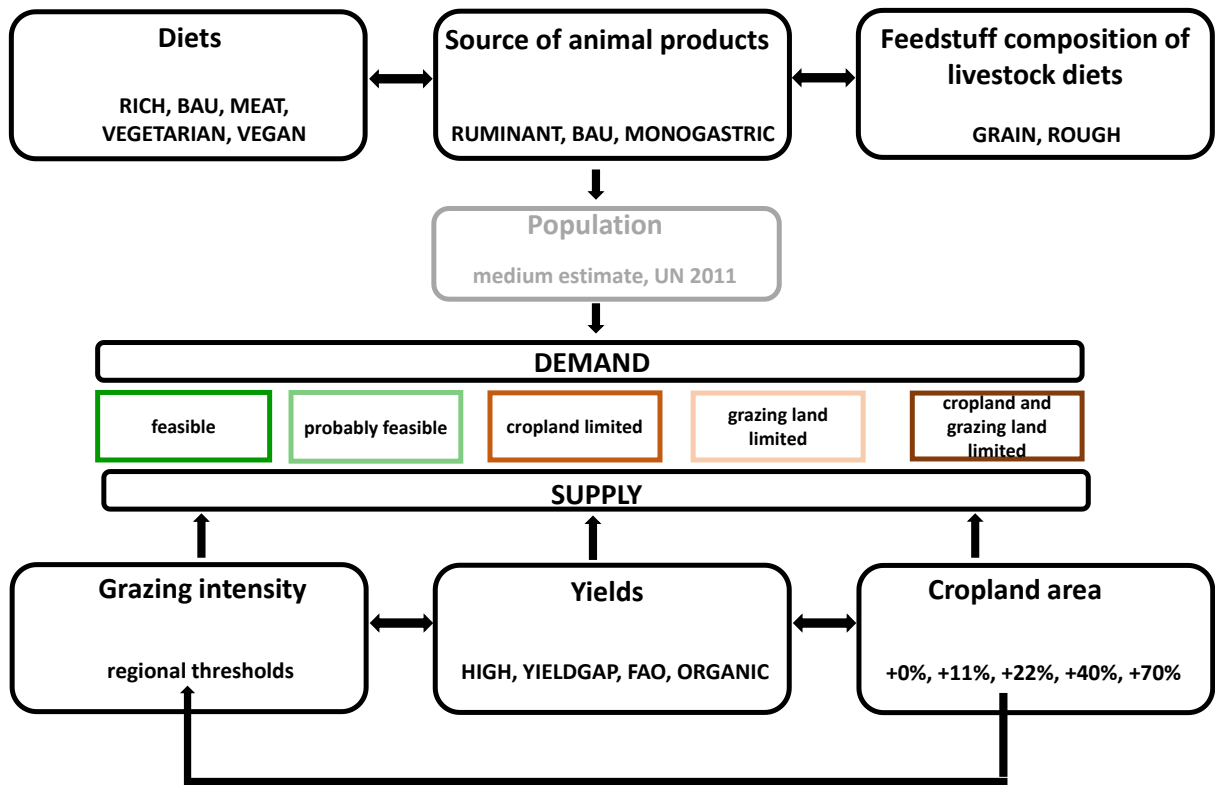 Diets
RICH, BAU, MEAT,
VEGETARIAN, VEGAN
Source of animal products
RUMINANT, BAU, MONOGASTRIC
Feedstuff composition of
livestock diets
GRAIN, ROUGH
Population
medium estimate, UN 2011
DEMAND
feasible
probably feasible
cropland limited
grazing land
limited
cropland and
grazing land
limited
SUPPLY
Grazing intensity
regional thresholds
Yields
HIGH, YIELDGAP, FAO, ORGANIC
Cropland area
+0%, +11%, +22%, +40%, +70%